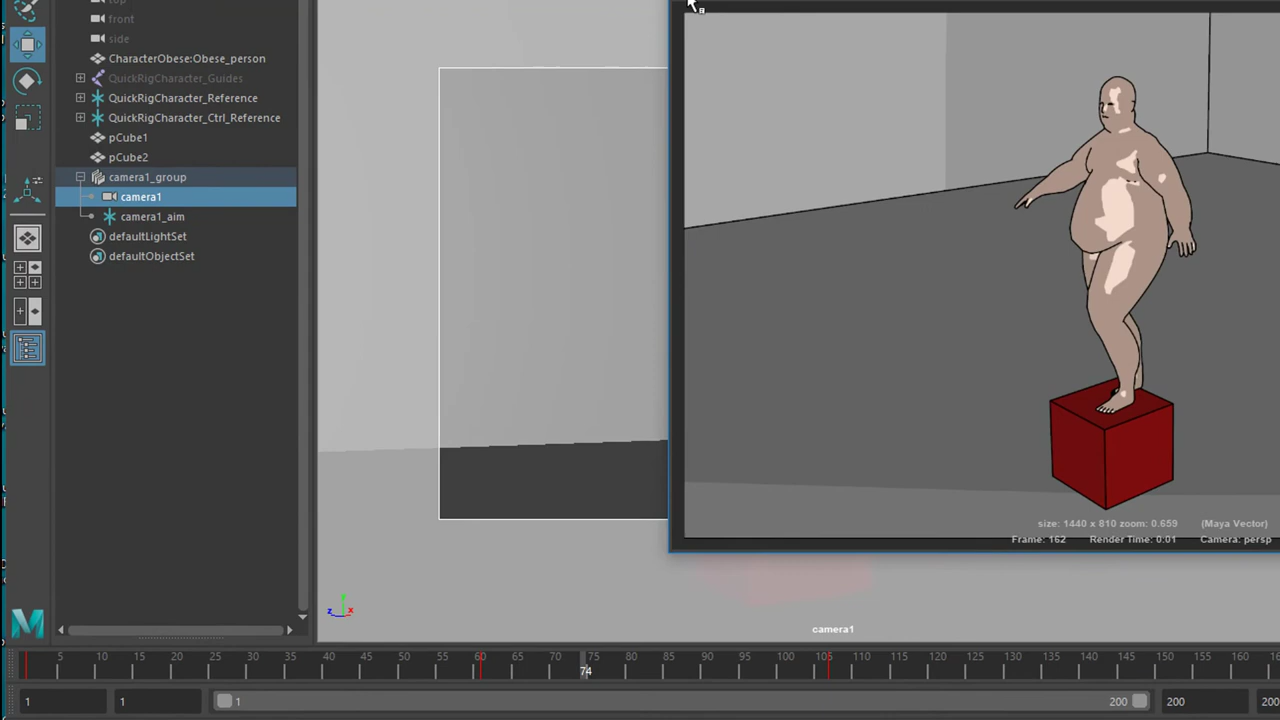 top
front
side
CharacterObese:Obese_person
QuickRigCharacter_Guides
QuickRigCharacter_Reference
QuickRigCharacter_Ctrl_Reference
pCube1
pCube2
camera1_group
camera1
camera1_aim
defaultLightSet
defaultObjectSet
size: 1440 x 810 zoom: 0.659 (Maya Vector)
Frame: 162 Render Time: 0:01 Camera: persp
z x
camera1
5 10 15 20 25 30 35 40 45 50 55 60 65 70 75 80 85 90 95 100 105 110 115 120 125 130 135 140 145 150 155 160 16
74
1 1 1 200 200 200